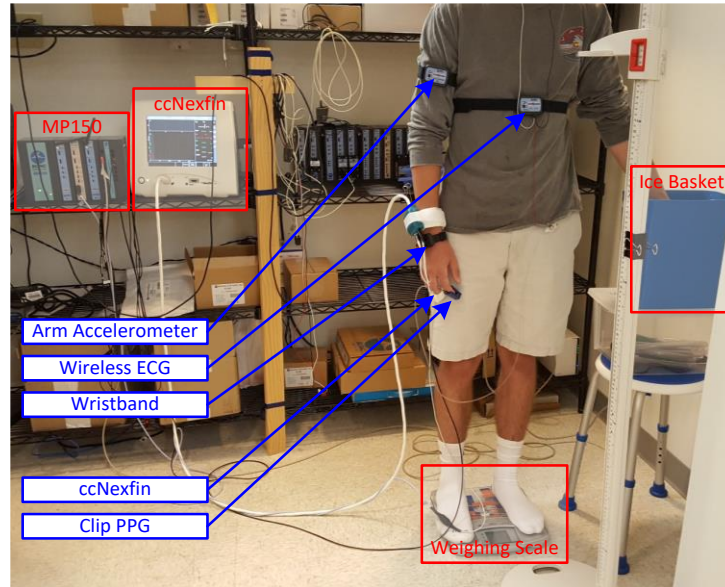 ccNexfin
MP150
Ice Basket
Arm Accelerometer
Wireless ECG
Wristband
ccNexfin
Clip PPG
Weighing Scale